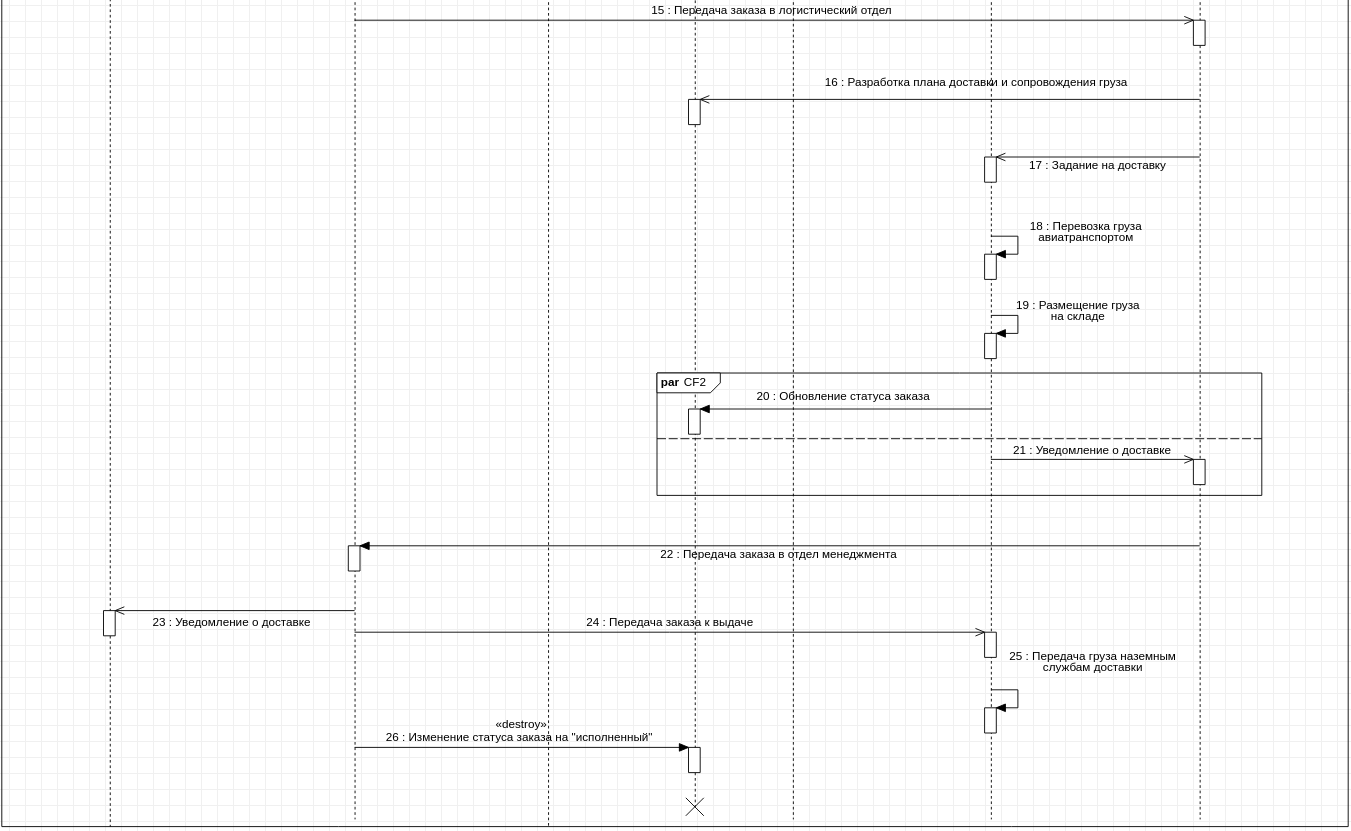 15 : Передача заказа в логистический отдел
16 : Разработка плана доставки и сопровождения груза
17 : Задание на доставку
18 : Перевозка груза
авиатранспортом
19 : Размещение груза
на складе
par CF2
20 : Обновление статуса заказа
21 : Уведомление о доставке
22 : Передача заказа в отдел менеджмента
23 : Уведомление о доставке
24 : Передача заказа к выдаче
25 : Передача груза наземным
службам доставки
«destroy»
26 : Изменение статуса заказа на "исполненный"